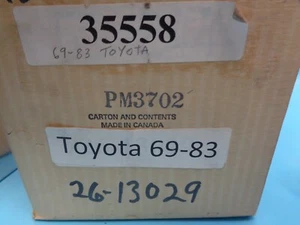 35558
69-83 TOYOTA
PM3702
CARTON AND CONTENTS
MADE IN CANADA
Toyota 69-83
26-13029